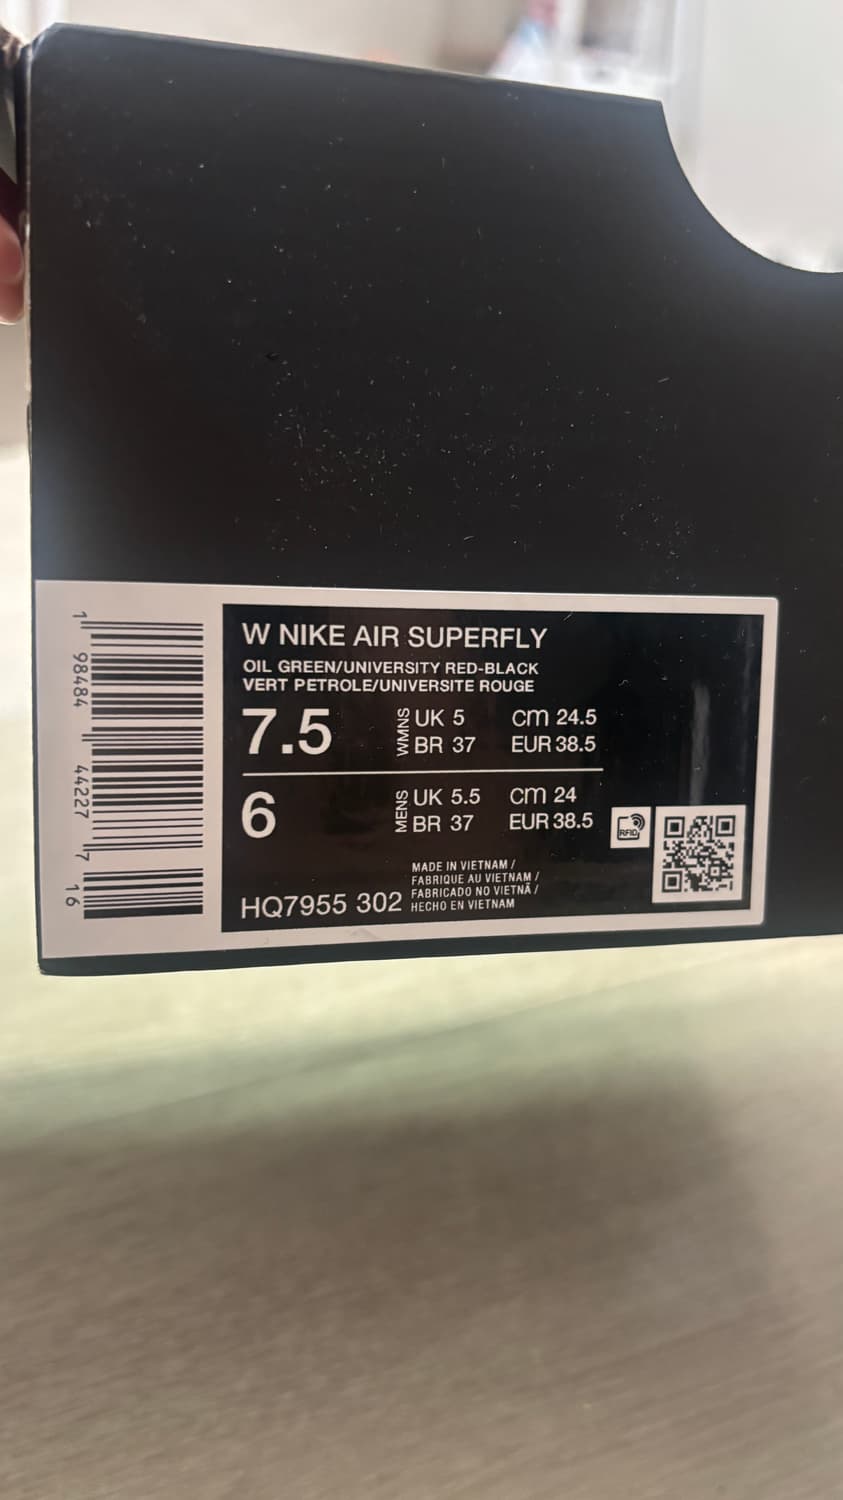 W NIKE AIR SUPERFLY
OIL GREEN/UNIVERSITY RED-BLACK
VERT PETROLE/UNIVERSITE ROUGE
7.5 WMNS UK 5 cm 24.5
BR 37 EUR 38.5
6 MENS UK 5.5 cm 24
BR 37 EUR 38.5
RFID
MADE IN VIETNAM /
FABRIQUE AU VIETNAM /
FABRICADO NO VIETNÃ /
HECHO EN VIETNAM
HQ7955 302
1 98484 44227 7 16